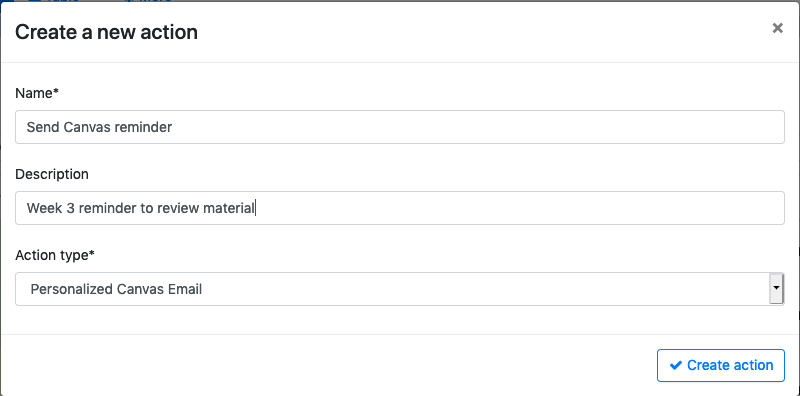 Create a new action
×
Name*
Send Canvas reminder
Description
Week 3 reminder to review material
Action type*
Personalized Canvas Email
Create action